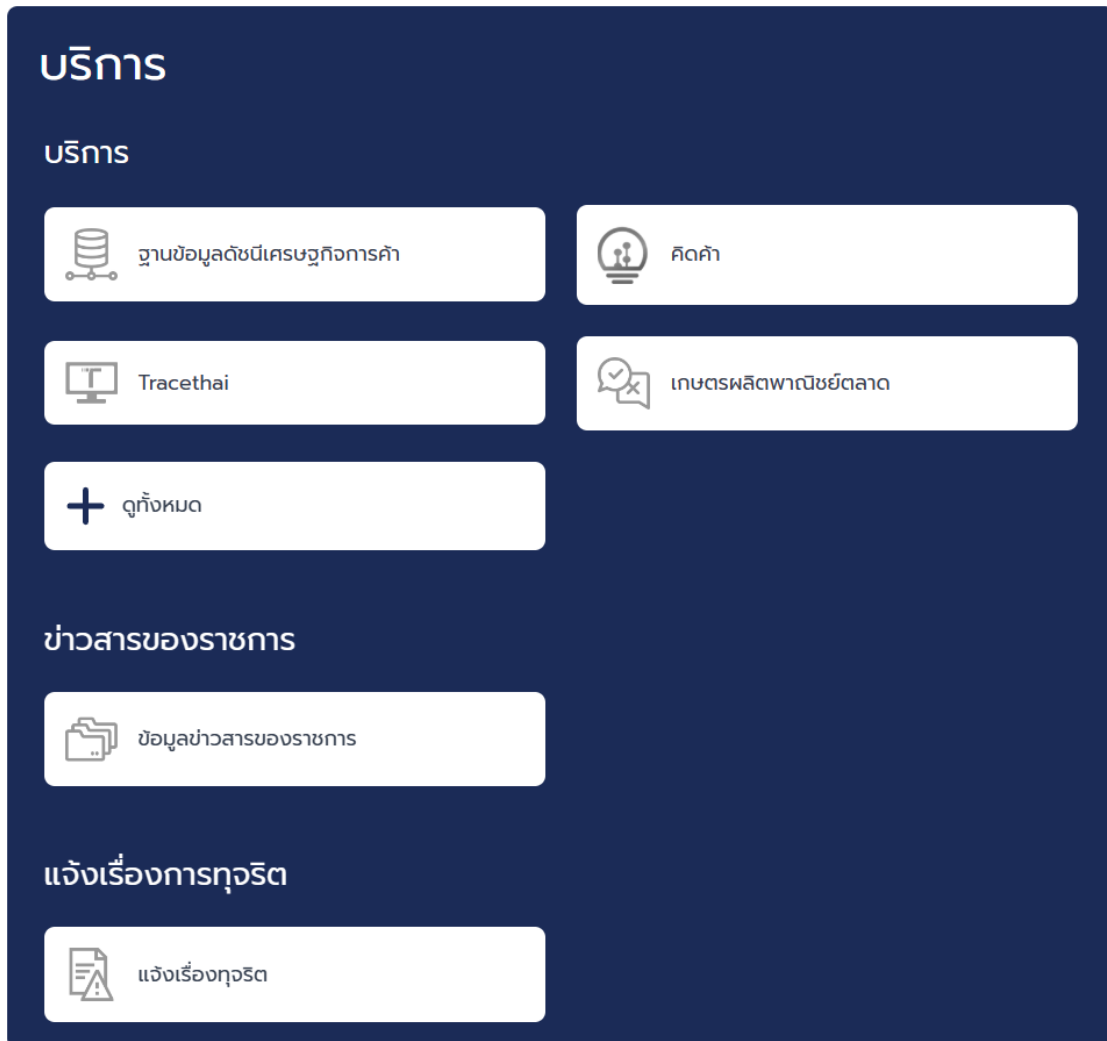 บริการ
บริการ
ฐานข้อมูลดัชนีเศรษฐกิจการค้า
คิดค้า
Tracethai
เกษตรผลิตพาณิชย์ตลาด
ดูทั้งหมด
ข่าวสารของราชการ
ข้อมูลข่าวสารของราชการ
แจ้งเรื่องการทุจริต
แจ้งเรื่องทุจริต